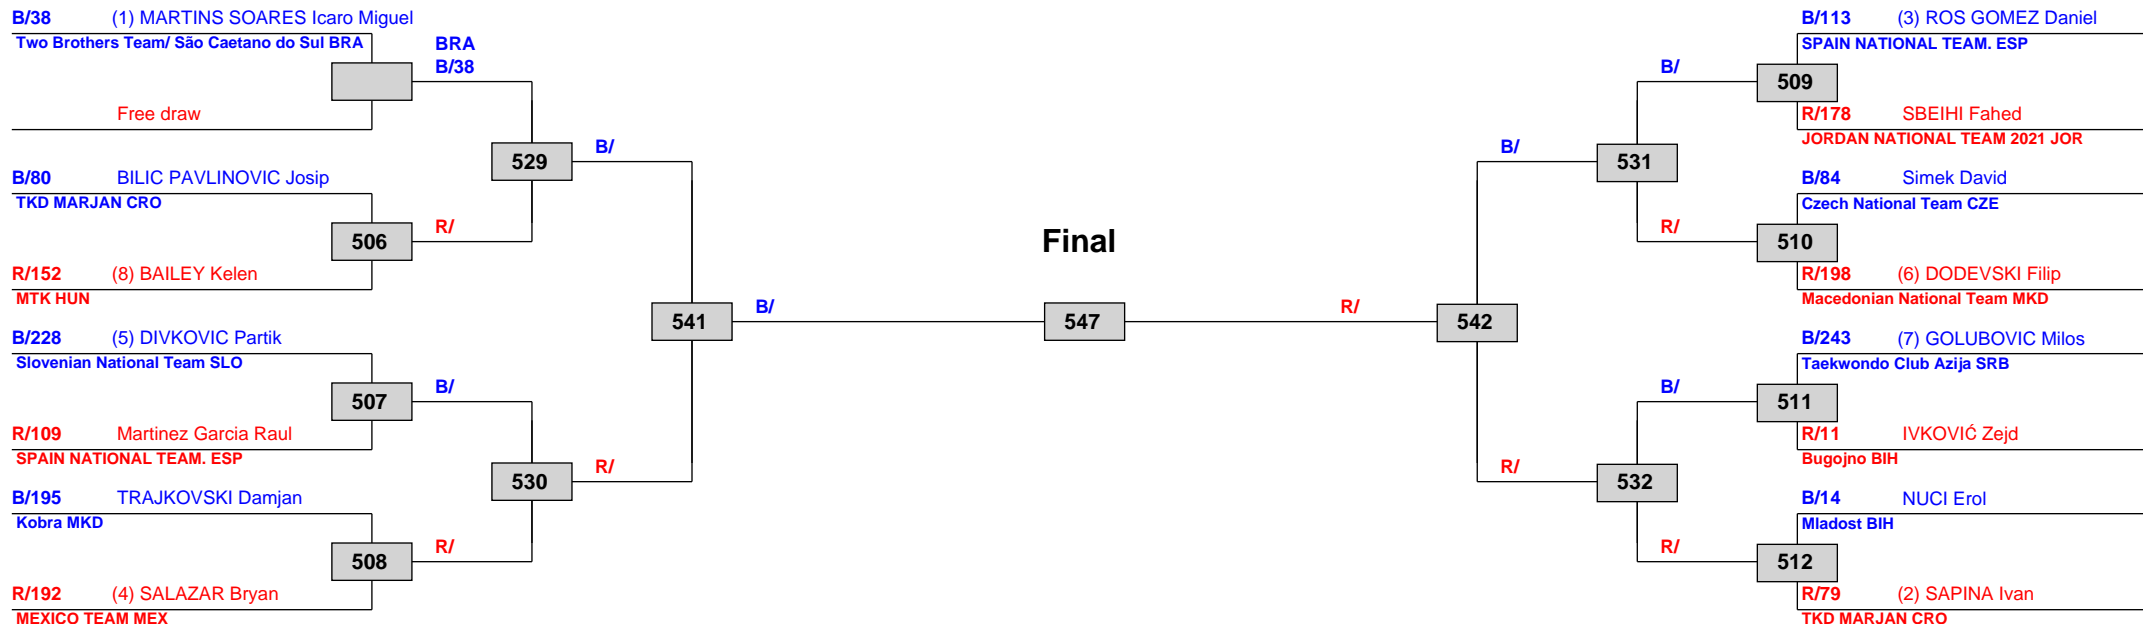 B/38 (1) MARTINS SOARES Icaro Miguel
Two Brothers Team/ São Caetano do Sul BRA
BRA
B/38
Free draw
529
B/
B/80 BILIC PAVLINOVIC Josip
TKD MARJAN CRO
506
R/
R/152 (8) BAILEY Kelen
MTK HUN
541
B/
B/228 (5) DIVKOVIC Partik
Slovenian National Team SLO
507
B/
R/109 Martinez Garcia Raul
SPAIN NATIONAL TEAM. ESP
530
R/
B/195 TRAJKOVSKI Damjan
Kobra MKD
508
R/
R/192 (4) SALAZAR Bryan
MEXICO TEAM MEX
Final
547
B/113 (3) ROS GOMEZ Daniel
SPAIN NATIONAL TEAM. ESP
B/
509
R/178 SBEIHI Fahed
JORDAN NATIONAL TEAM 2021 JOR
B/
531
B/84 Simek David
Czech National Team CZE
R/
510
R/198 (6) DODEVSKI Filip
Macedonian National Team MKD
R/
542
B/243 (7) GOLUBOVIC Milos
Taekwondo Club Azija SRB
B/
511
R/11 IVKOVIĆ Zejd
Bugojno BIH
R/
532
B/14 NUCI Erol
Mladost BIH
R/
512
R/79 (2) SAPINA Ivan
TKD MARJAN CRO